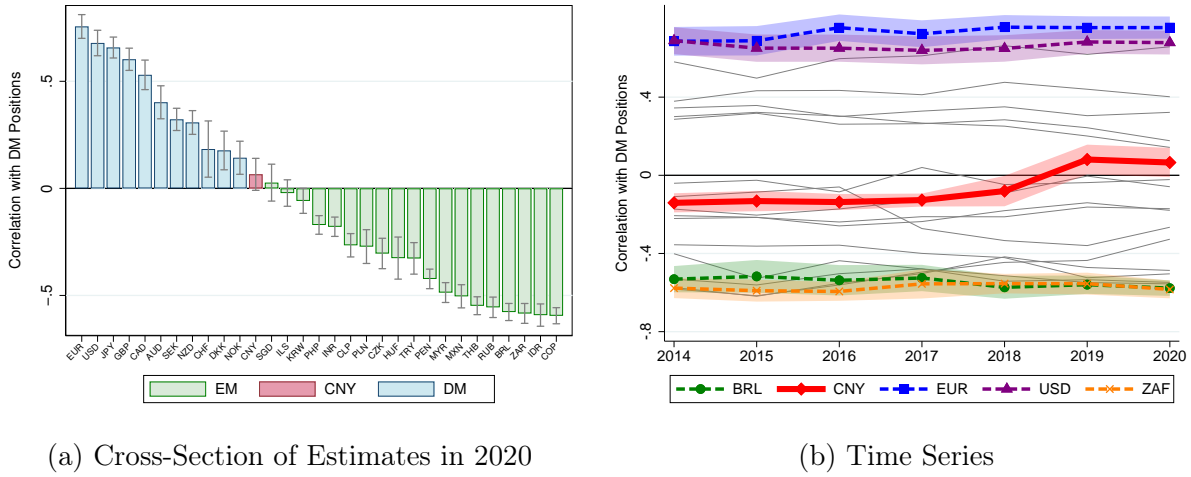 Correlation with DM Positions
.5
0
-.5
EUR USD JPY GBP CAD AUD SEK NZD CHF DKK NOK CNY SGD ILS KRW PHP INR CLP PLN CZK HUF TRY PEN MYR MXN THB RUB BRL ZAR IDR COP
EM CNY DM
(a) Cross-Section of Estimates in 2020
Correlation with DM Positions
.4
0
-.4
-.8
2014 2015 2016 2017 2018 2019 2020
BRL CNY EUR USD ZAF
(b) Time Series